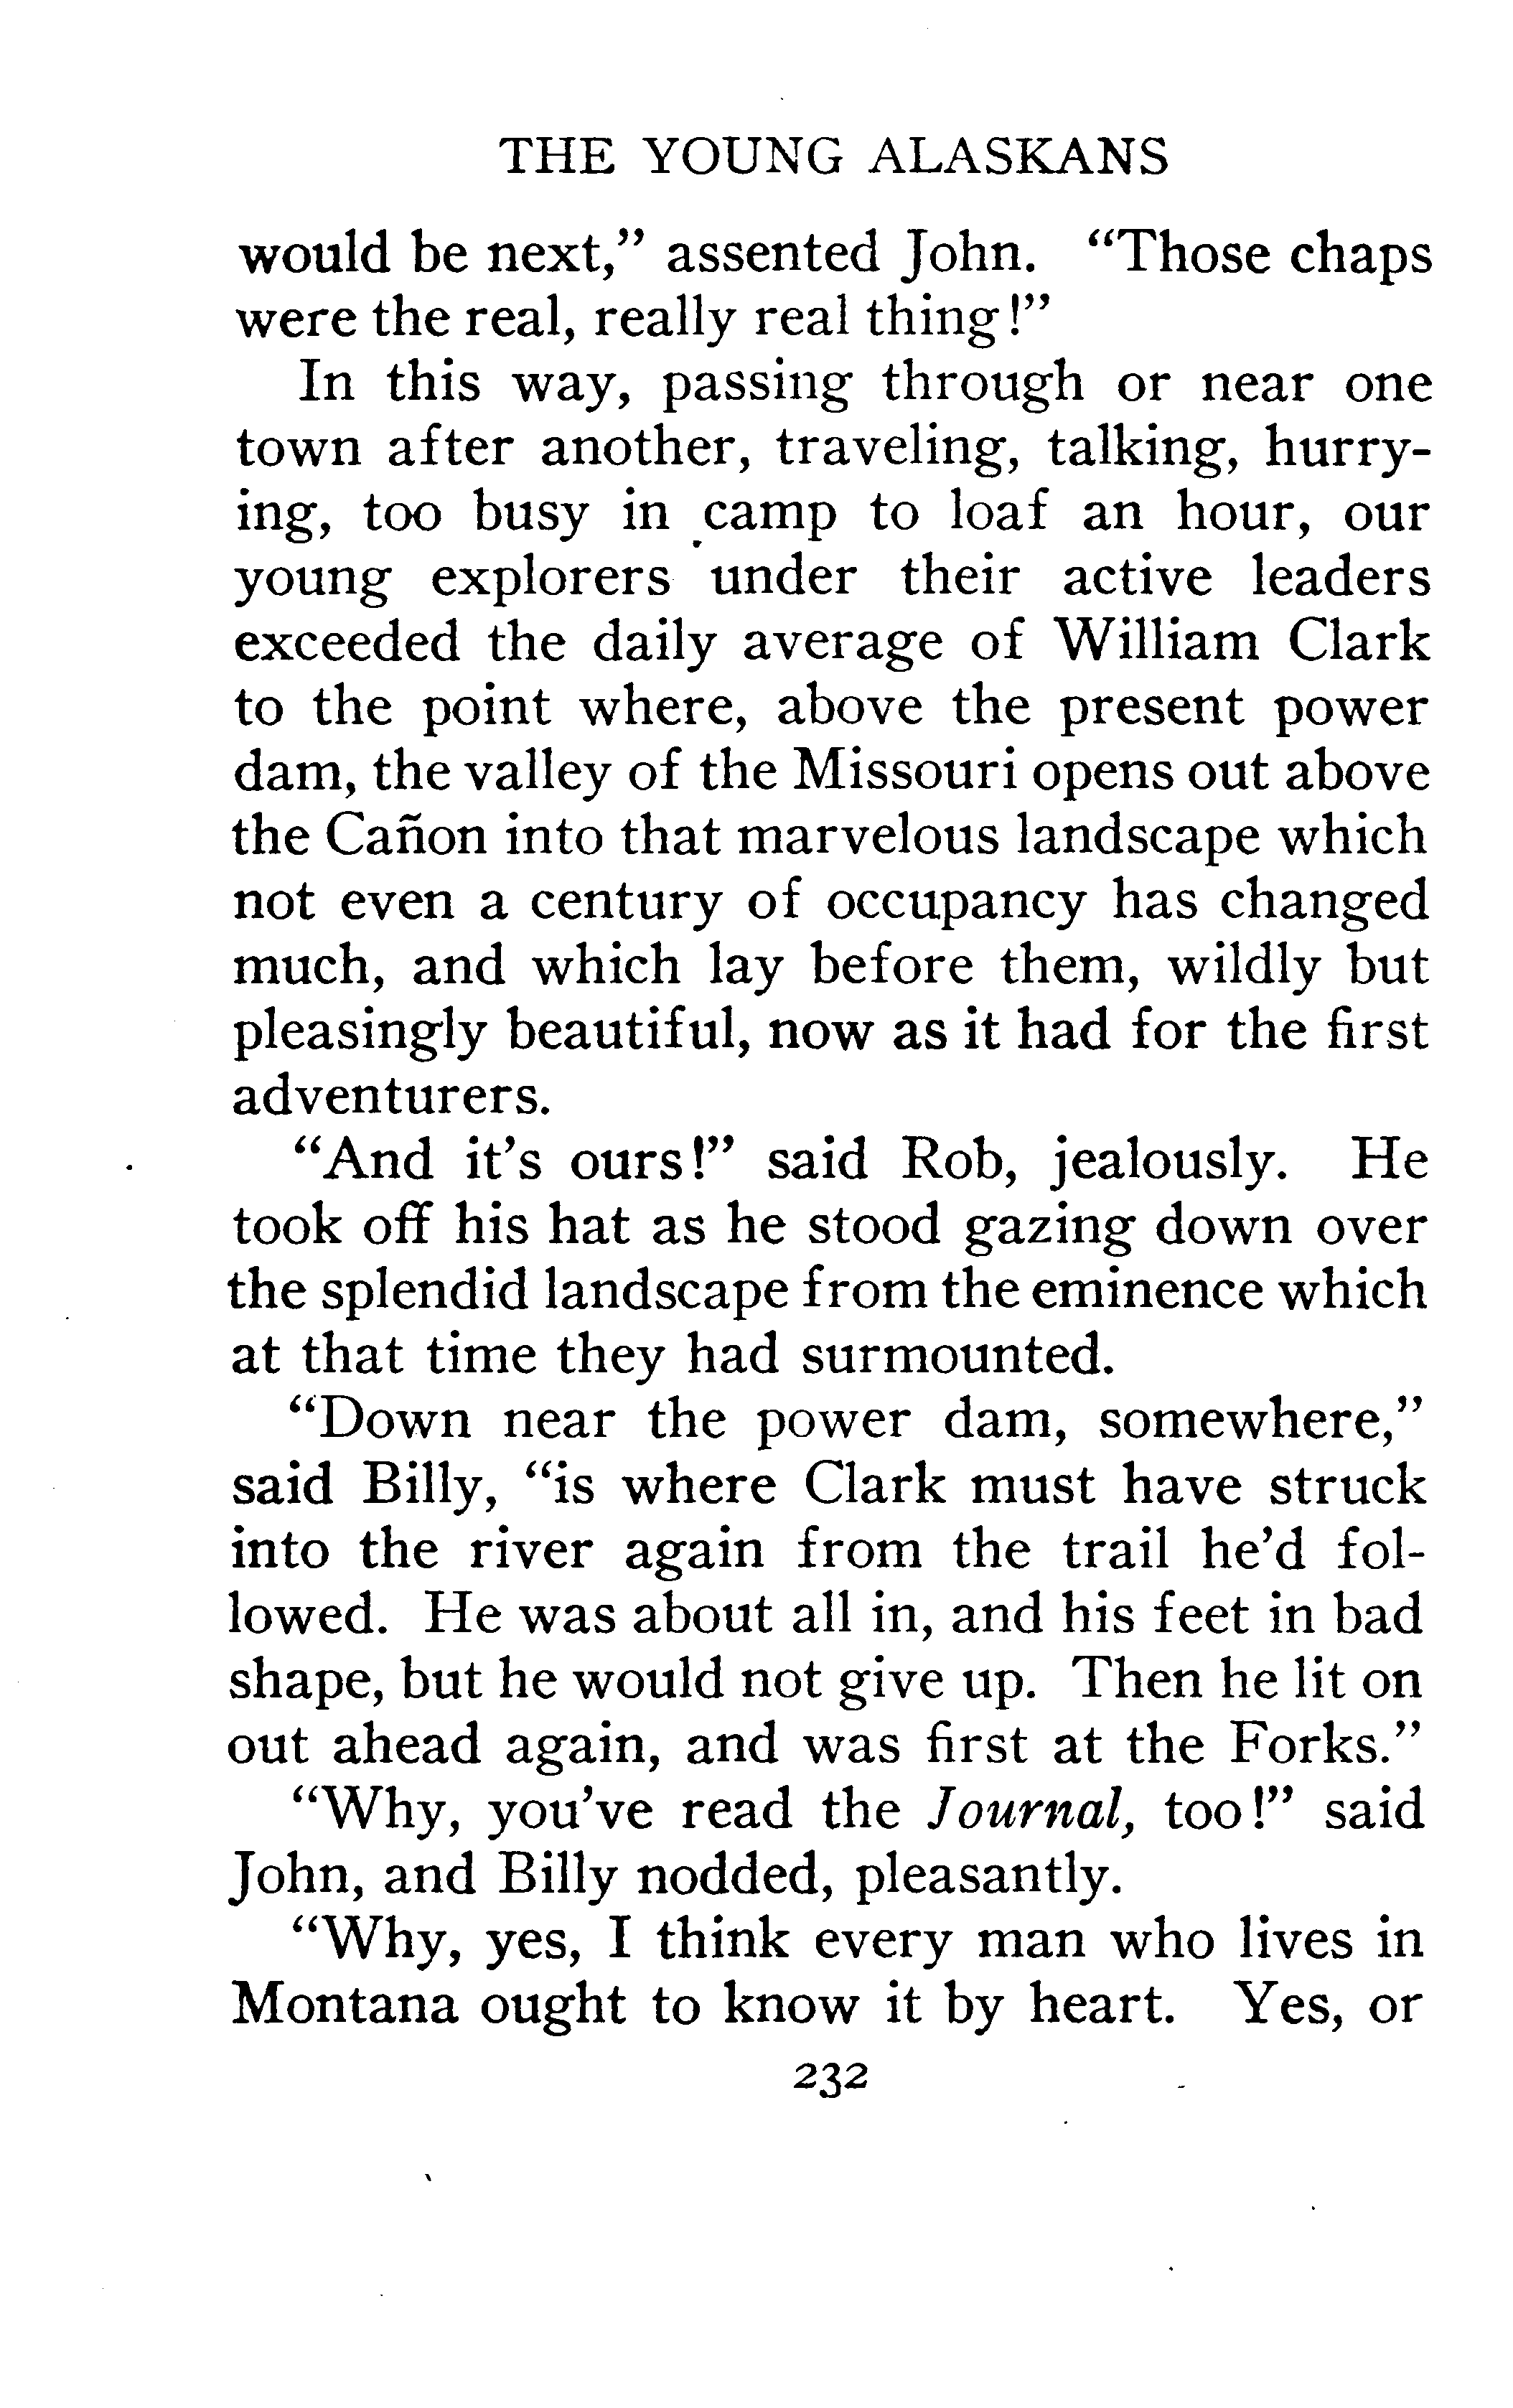 THE YOUNG ALASKANS
would be next,” assented John. “Those chaps
were the real, really real thing!”
In this way, passing through or near one
town after another, traveling, talking, hurry-
ing, too busy in camp to loaf an hour, our
young explorers under their active leaders
exceeded the daily average of William Clark
to the point where, above the present power
dam, the valley of the Missouri opens out above
the Cañon into that marvelous landscape which
not even a century of occupancy has changed
much, and which lay before them, wildly but
pleasingly beautiful, now as it had for the first
adventurers.
“And it’s ours!” said Rob, jealously. He
took off his hat as he stood gazing down over
the splendid landscape from the eminence which
at that time they had surmounted.
“Down near the power dam, somewhere,”
said Billy, “is where Clark must have struck
into the river again from the trail he’d fol-
lowed. He was about all in, and his feet in bad
shape, but he would not give up. Then he lit on
out ahead again, and was first at the Forks.”
“Why, you’ve read the Journal, too!” said
John, and Billy nodded, pleasantly.
“Why, yes, I think every man who lives in
Montana ought to know it by heart. Yes, or
232